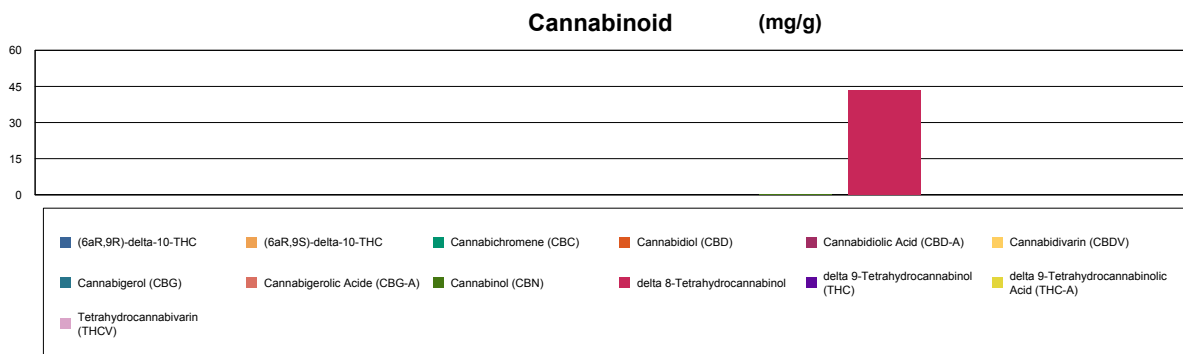 Cannabinoid (mg/g)
60
45
30
15
0
(6aR,9R)-delta-10-THC
(6aR,9S)-delta-10-THC
Cannabichromene (CBC)
Cannabidiol (CBD)
Cannabidiolic Acid (CBD-A)
Cannabidivarin (CBDV)
Cannabigerol (CBG)
Cannabigerolic Acide (CBG-A)
Cannabinol (CBN)
delta 8-Tetrahydrocannabinol
delta 9-Tetrahydrocannabinol
(THC)
delta 9-Tetrahydrocannabinolic
Acid (THC-A)
Tetrahydrocannabivarin
(THCV)